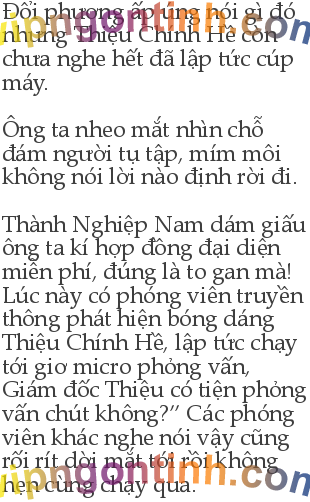 Đối phương ấp úng nói gì đó
nhưng Thiệu Chính Hề còn
chưa nghe hết đã lập tức cúp
máy.
Ông ta nheo mắt nhìn chỗ
đám người tụ tập, mím môi
không nói lời nào định rời đi.
Thành Nghiệp Nam dám giấu
ông ta kí hợp đồng đại diện
miễn phí, đúng là to gan mà!
Lúc này có phóng viên truyền
thông phát hiện bóng dáng
Thiệu Chính Hề, lập tức chạy
tới giơ micro phỏng vấn,
Giám đốc Thiệu có tiện phỏng
vấn chút không?” Các phóng
viên khác nghe nói vậy cũng
rối rít dời mắt tới rồi không
hẹn cùng chạy qua.